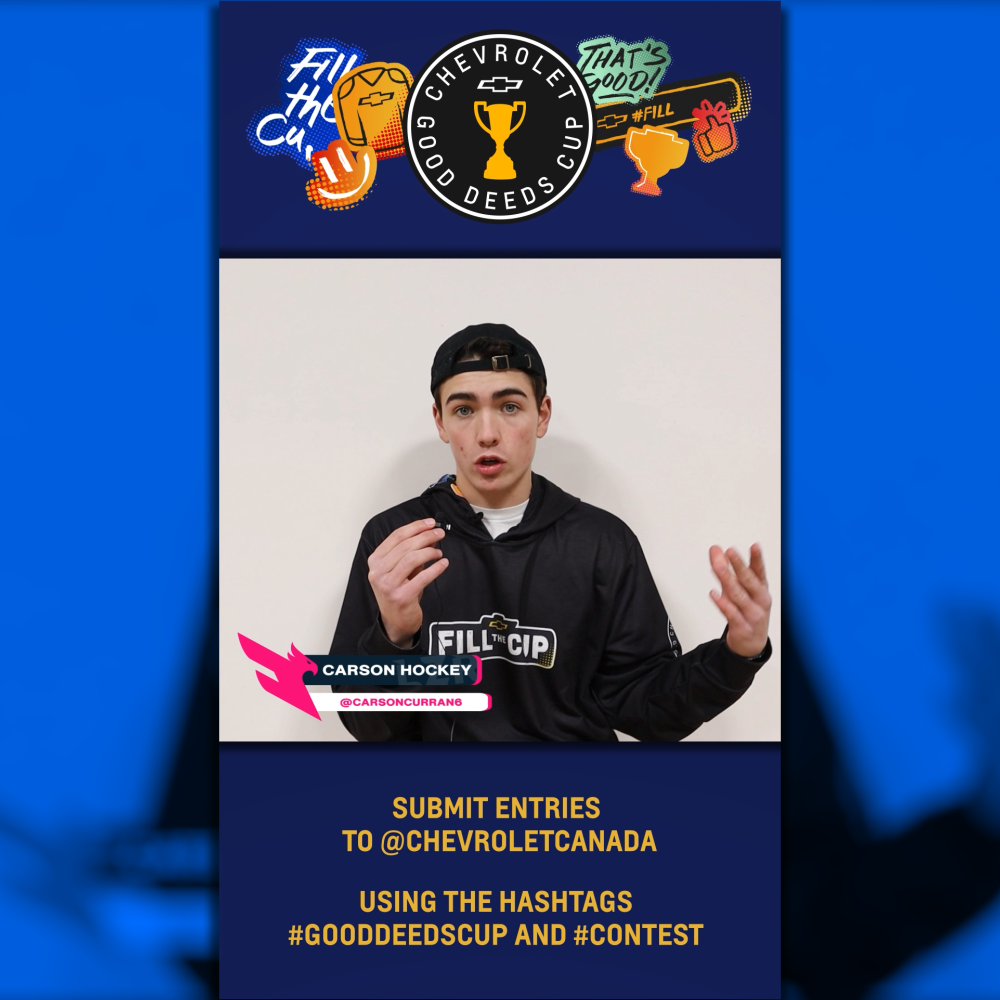 Fill
the
Cu
CHEVROLET
GOOD DEEDS CUP
THAT'S
GOOD!
#FILL
FILL THE CUP
CARSON HOCKEY
@CARSONCURRAN6
SUBMIT ENTRIES
TO @CHEVROLETCANADA
USING THE HASHTAGS
#GOODDEEDSCUP AND #CONTEST